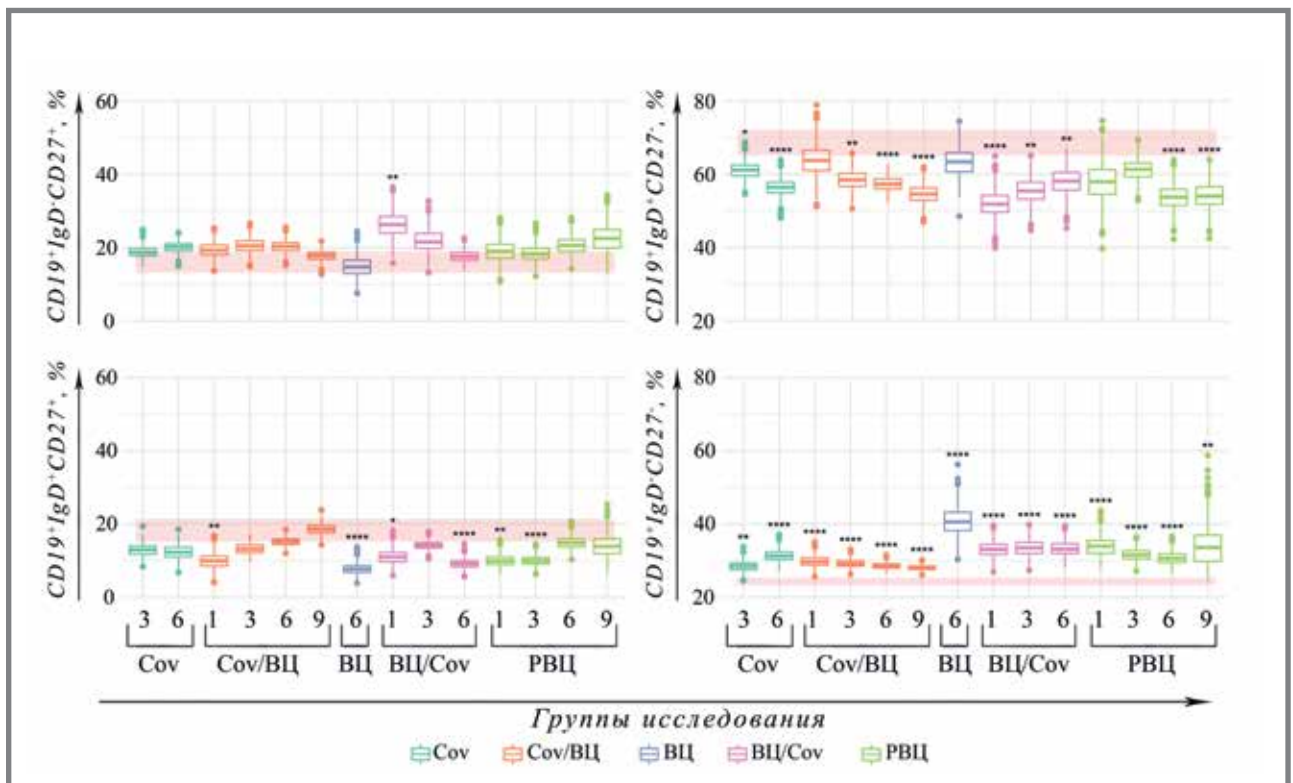 CD19⁺IgD⁻CD27⁺, %
60
40
20
0
** 
CD19⁺IgD⁺CD27⁻, %
80
60
40
20
* **** ** **** **** **** ** ** **** ****
CD19⁺IgD⁺CD27⁺, %
60
40
20
0
** **** * **** ** ****
CD19⁺IgD⁻CD27⁻, %
80
60
40
20
** **** **** **** **** **** **** **** **** **** **** **** **** **
3 6 1 3 6 9 6 1 3 6 1 3 6 9
Cov Cov/ВЦ ВЦ ВЦ/Cov РВЦ
3 6 1 3 6 9 6 1 3 6 1 3 6 9
Cov Cov/ВЦ ВЦ ВЦ/Cov РВЦ
Группы исследования
Cov Cov/ВЦ ВЦ ВЦ/Cov РВЦ